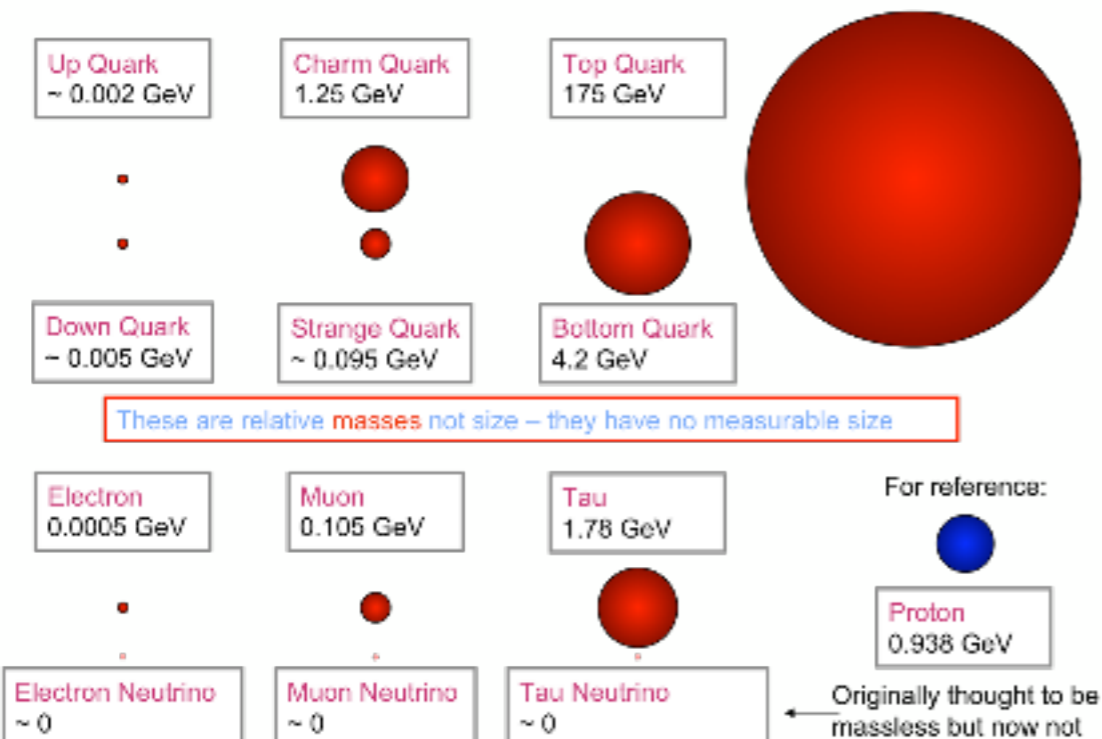 Up Quark
~ 0.002 GeV
Charm Quark
1.25 GeV
Top Quark
175 GeV
Down Quark
~ 0.005 GeV
Strange Quark
~ 0.095 GeV
Bottom Quark
4.2 GeV
These are relative masses not size – they have no measurable size
Electron
0.0005 GeV
Muon
0.105 GeV
Tau
1.78 GeV
For reference:
Proton
0.938 GeV
Electron Neutrino
~ 0
Muon Neutrino
~ 0
Tau Neutrino
~ 0
Originally thought to be
massless but now not